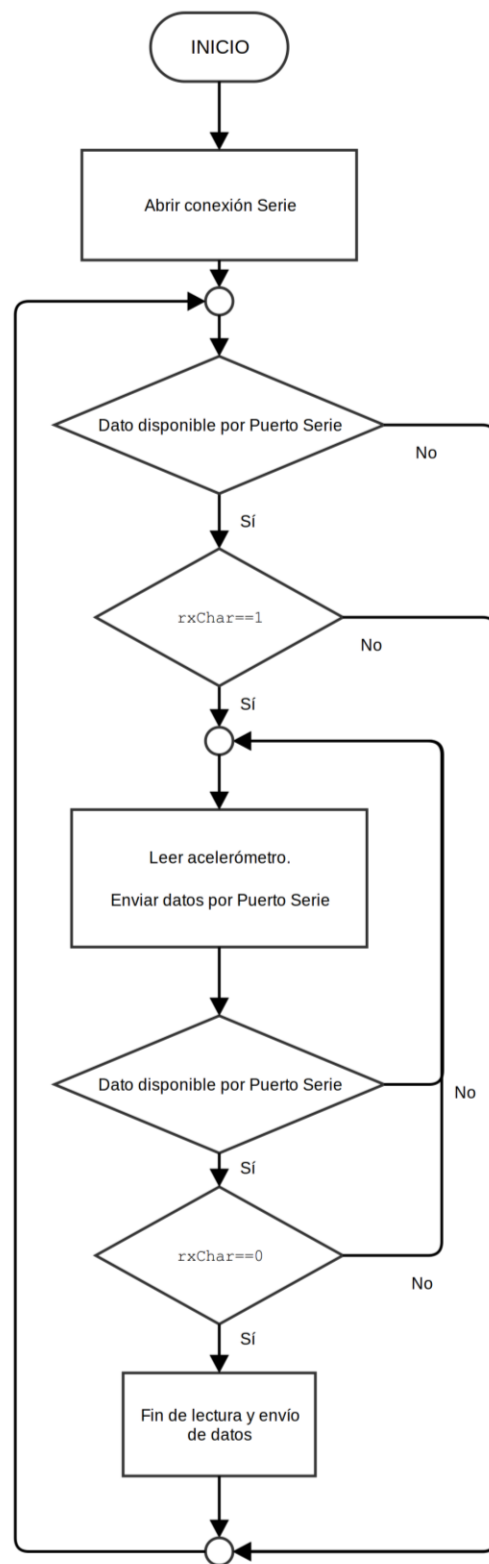 INICIO
Abrir conexión Serie
Dato disponible por Puerto Serie
No
Sí
rxChar==1
No
Sí
Leer acelerómetro.
Enviar datos por Puerto Serie
Dato disponible por Puerto Serie
No
Sí
rxChar==0
No
Sí
Fin de lectura y envío
de datos